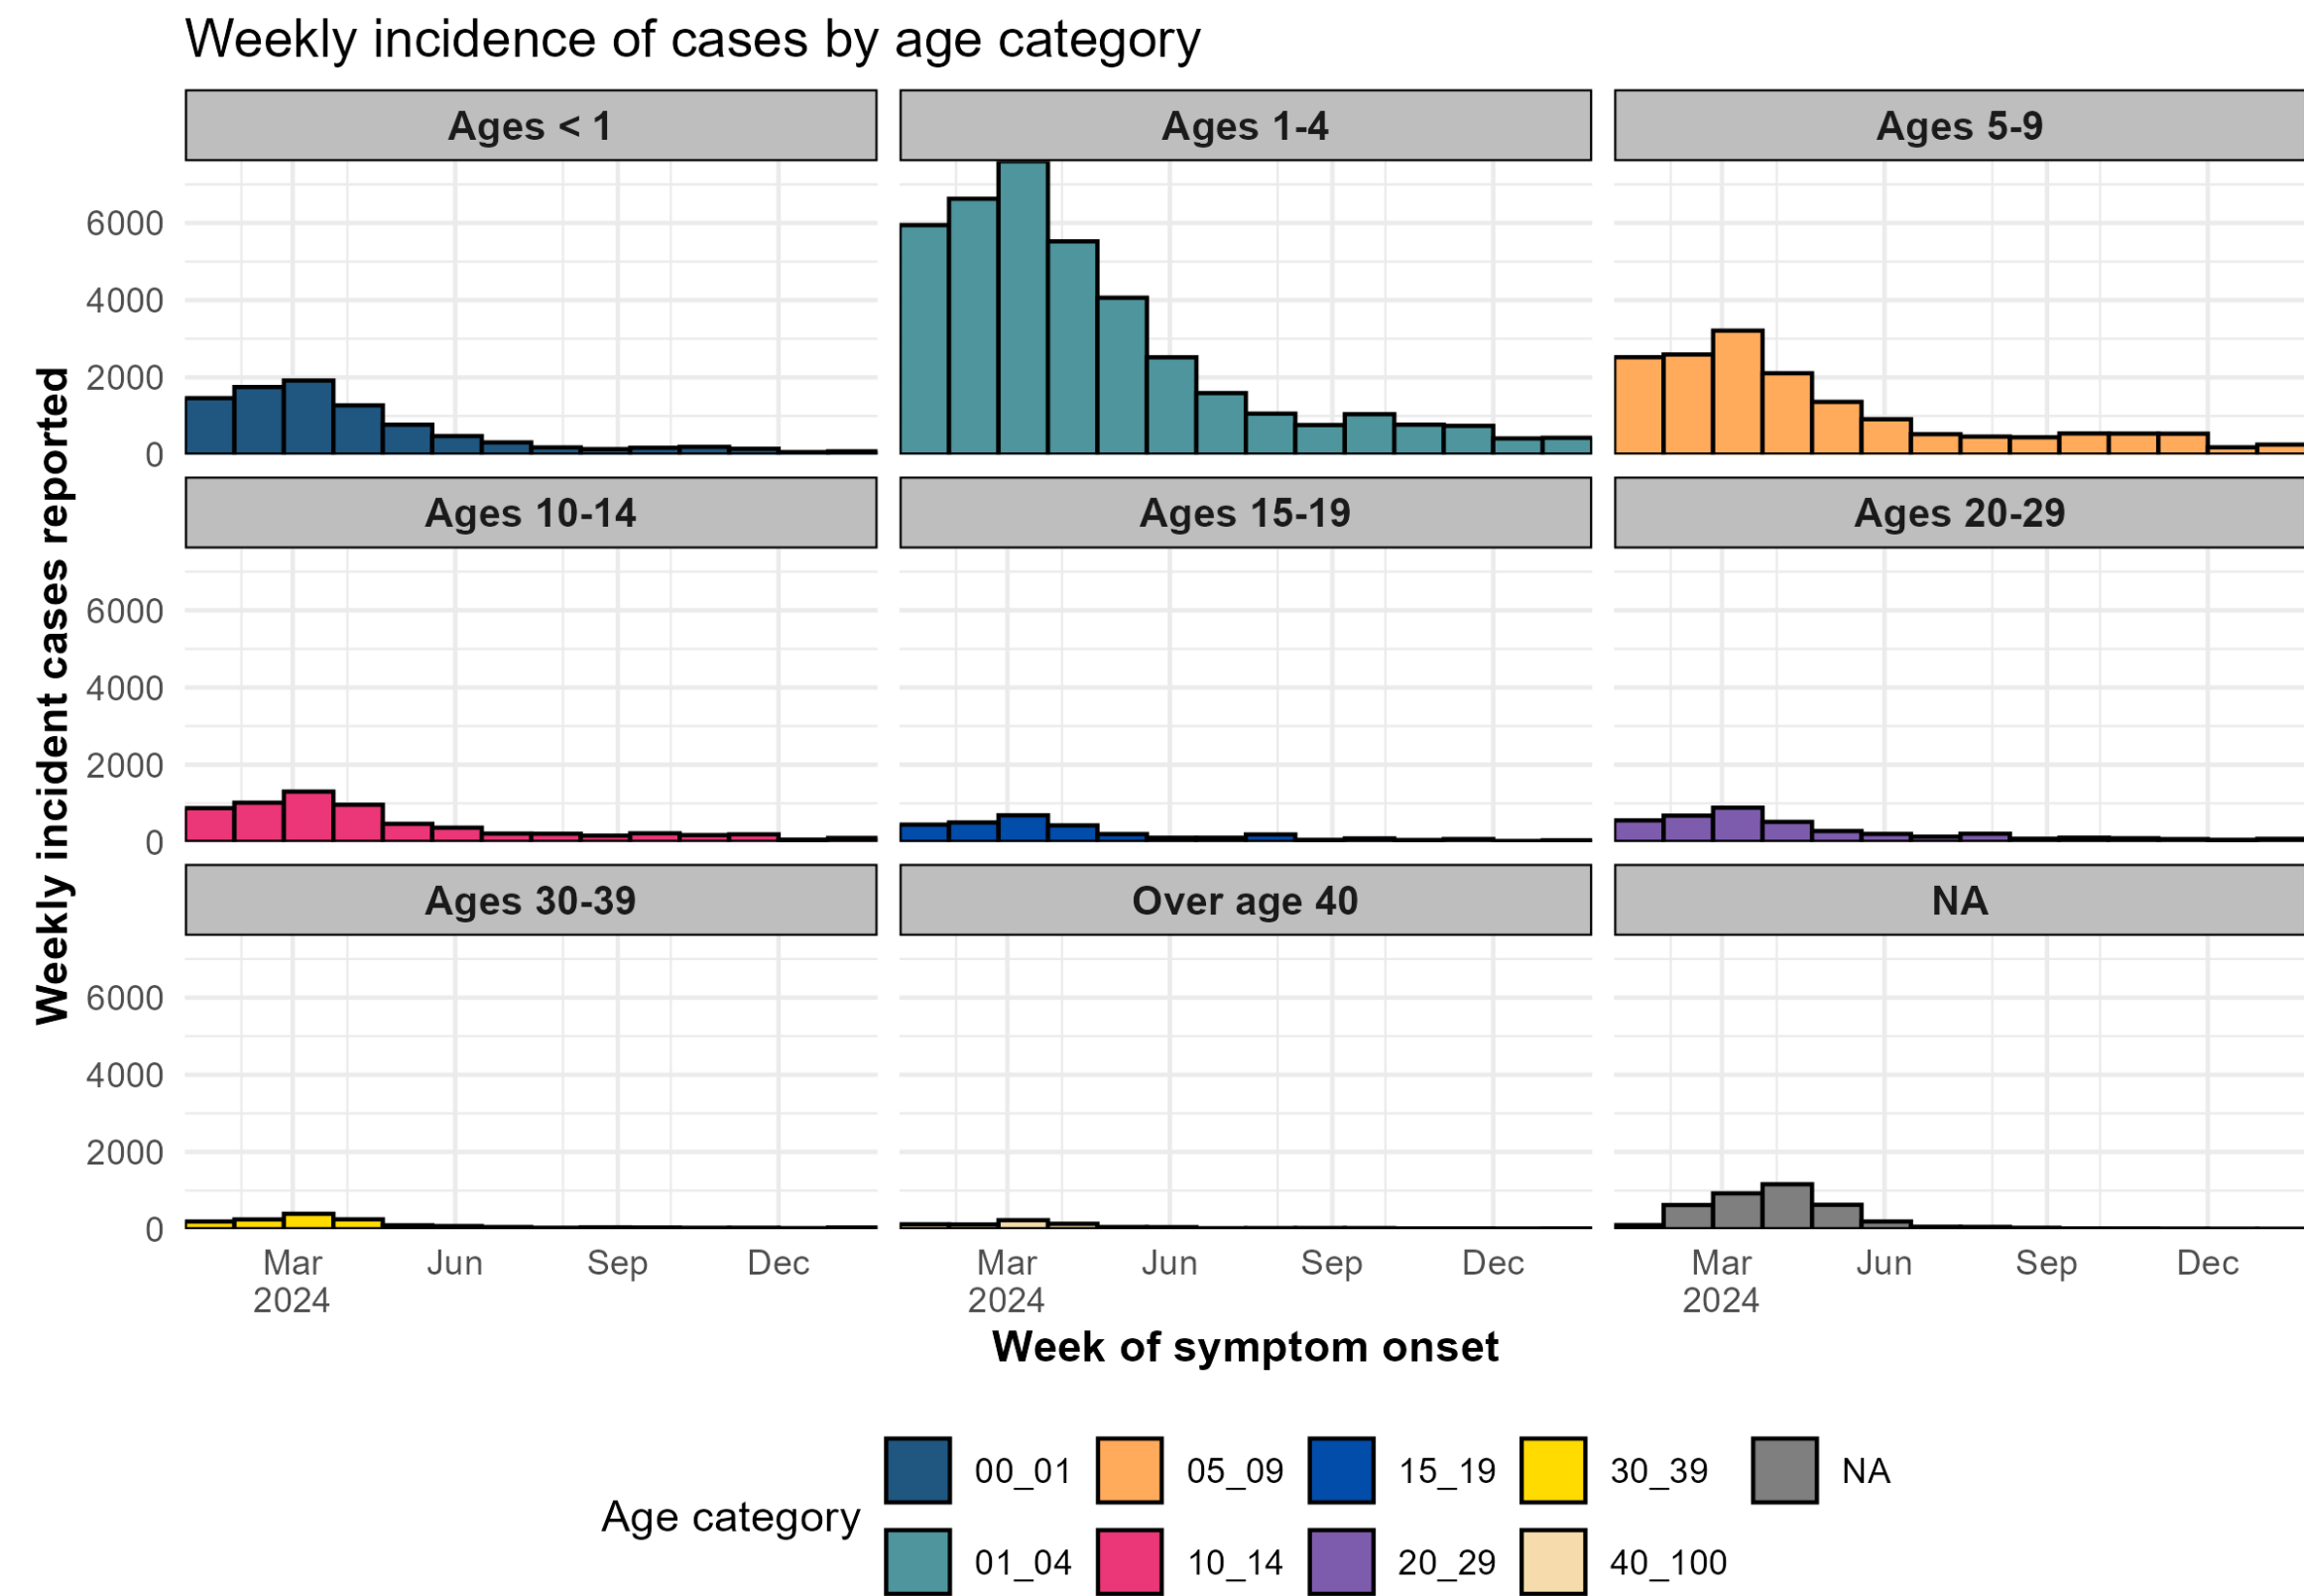 Weekly incidence of cases by age category
Ages < 1
Ages 1-4
Ages 5-9
6000
4000
2000
0
Ages 10-14
Ages 15-19
Ages 20-29
6000
4000
2000
0
Ages 30-39
Over age 40
NA
6000
4000
2000
0
Weekly incident cases reported
Mar Jun Sep Dec
2024
Mar Jun Sep Dec
2024
Mar Jun Sep Dec
2024
Week of symptom onset
Age category
00_01 05_09 15_19 30_39 NA
01_04 10_14 20_29 40_100